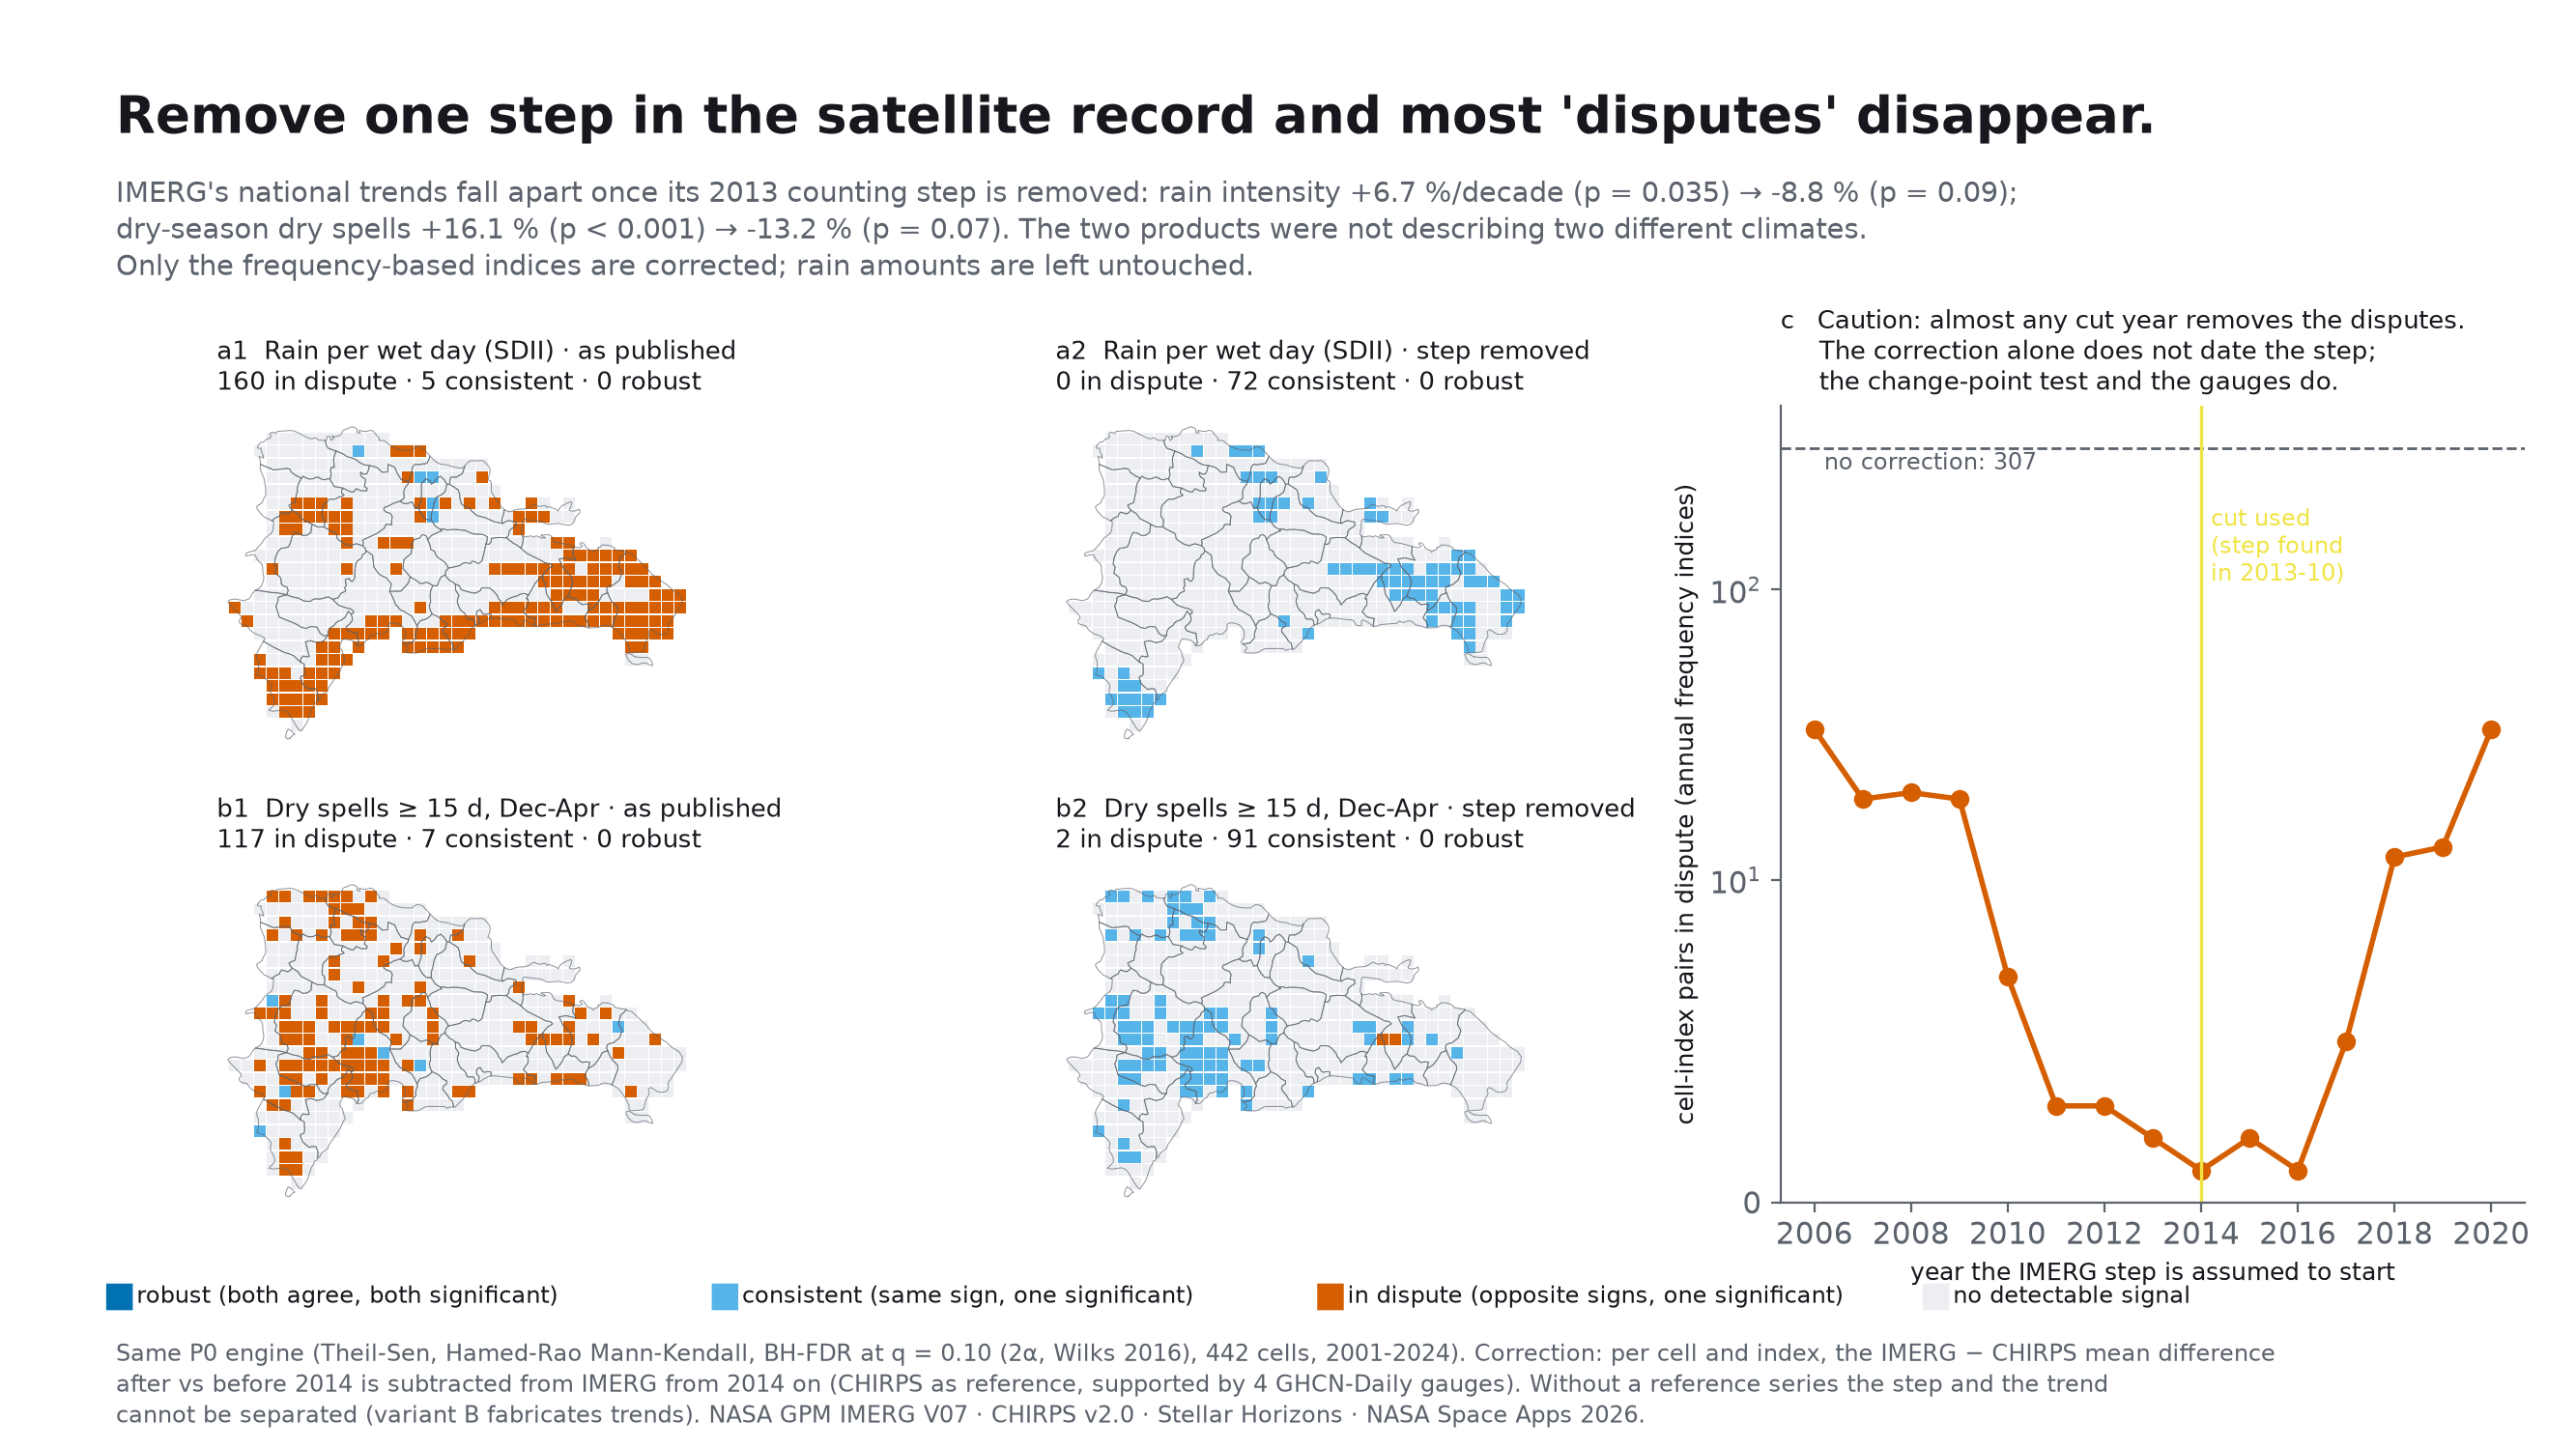 Remove one step in the satellite record and most 'disputes' disappear.
IMERG's national trends fall apart once its 2013 counting step is removed: rain intensity +6.7 %/decade (p = 0.035) → -8.8 % (p = 0.09);
dry-season dry spells +16.1 % (p < 0.001) → -13.2 % (p = 0.07). The two products were not describing two different climates.
Only the frequency-based indices are corrected; rain amounts are left untouched.
a1 Rain per wet day (SDII) · as published
160 in dispute · 5 consistent · 0 robust
a2 Rain per wet day (SDII) · step removed
0 in dispute · 72 consistent · 0 robust
b1 Dry spells ≥ 15 d, Dec-Apr · as published
117 in dispute · 7 consistent · 0 robust
b2 Dry spells ≥ 15 d, Dec-Apr · step removed
2 in dispute · 91 consistent · 0 robust
c Caution: almost any cut year removes the disputes.
The correction alone does not date the step;
the change-point test and the gauges do.
no correction: 307
cut used
(step found
in 2013-10)
cell-index pairs in dispute (annual frequency indices)
10²
10¹
0
2006 2008 2010 2012 2014 2016 2018 2020
year the IMERG step is assumed to start
robust (both agree, both significant)
consistent (same sign, one significant)
in dispute (opposite signs, one significant)
no detectable signal
Same P0 engine (Theil-Sen, Hamed-Rao Mann-Kendall, BH-FDR at q = 0.10 (2α, Wilks 2016), 442 cells, 2001-2024). Correction: per cell and index, the IMERG − CHIRPS mean difference
after vs before 2014 is subtracted from IMERG from 2014 on (CHIRPS as reference, supported by 4 GHCN-Daily gauges). Without a reference series the step and the trend
cannot be separated (variant B fabricates trends). NASA GPM IMERG V07 · CHIRPS v2.0 · Stellar Horizons · NASA Space Apps 2026.